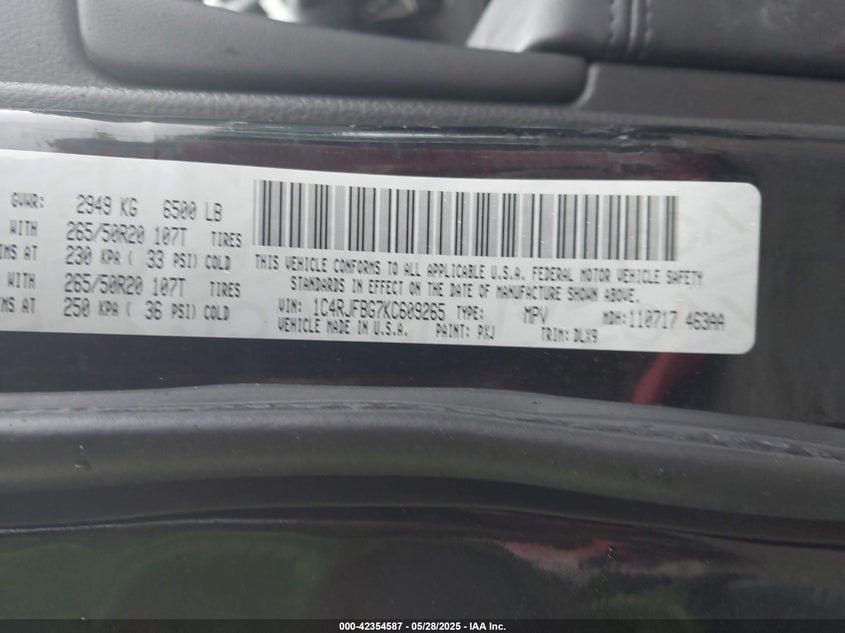 GVWR: 2949 KG 6500 LB
WITH 265/50R20 107T TIRES
IMS AT 230 KPA ( 33 PSI) COLD
WITH 265/50R20 107T TIRES
IMS AT 250 KPA ( 36 PSI) COLD
THIS VEHICLE CONFORMS TO ALL APPLICABLE U.S.A. FEDERAL MOTOR VEHICLE SAFETY
STANDARDS IN EFFECT ON THE DATE OF MANUFACTURE SHOWN ABOVE.
VIN: 1C4RJFBG7KC609265 TYPE: MPV MDH:110717 463AA
VEHICLE MADE IN U.S.A. PAINT: PXJ TRIM: DLX9
000-42354587 - 05/28/2025 - IAA Inc.